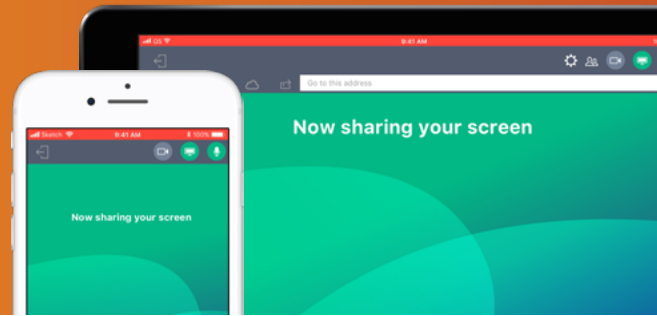 GS
9:41 AM
Go to this address
Now sharing your screen
Sketch
9:41 AM
100%
Now sharing your screen